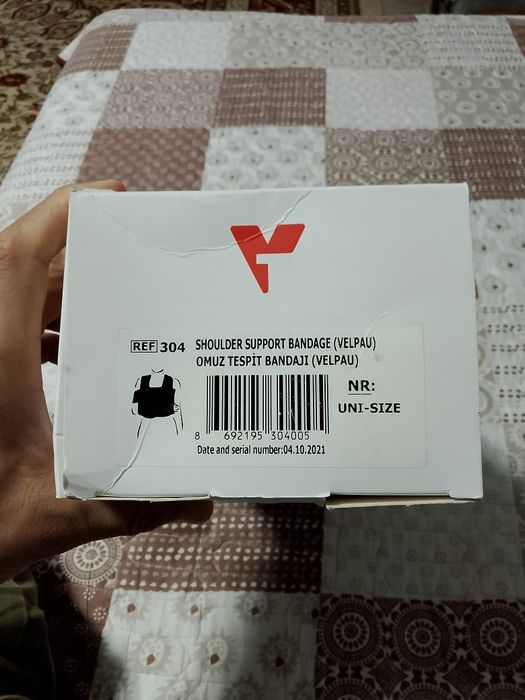 REF 304 SHOULDER SUPPORT BANDAGE (VELPAU)
OMUZ TESPİT BANDAJI (VELPAU)
NR:
UNI-SIZE
8 692195 304005
Date and serial number:04.10.2021